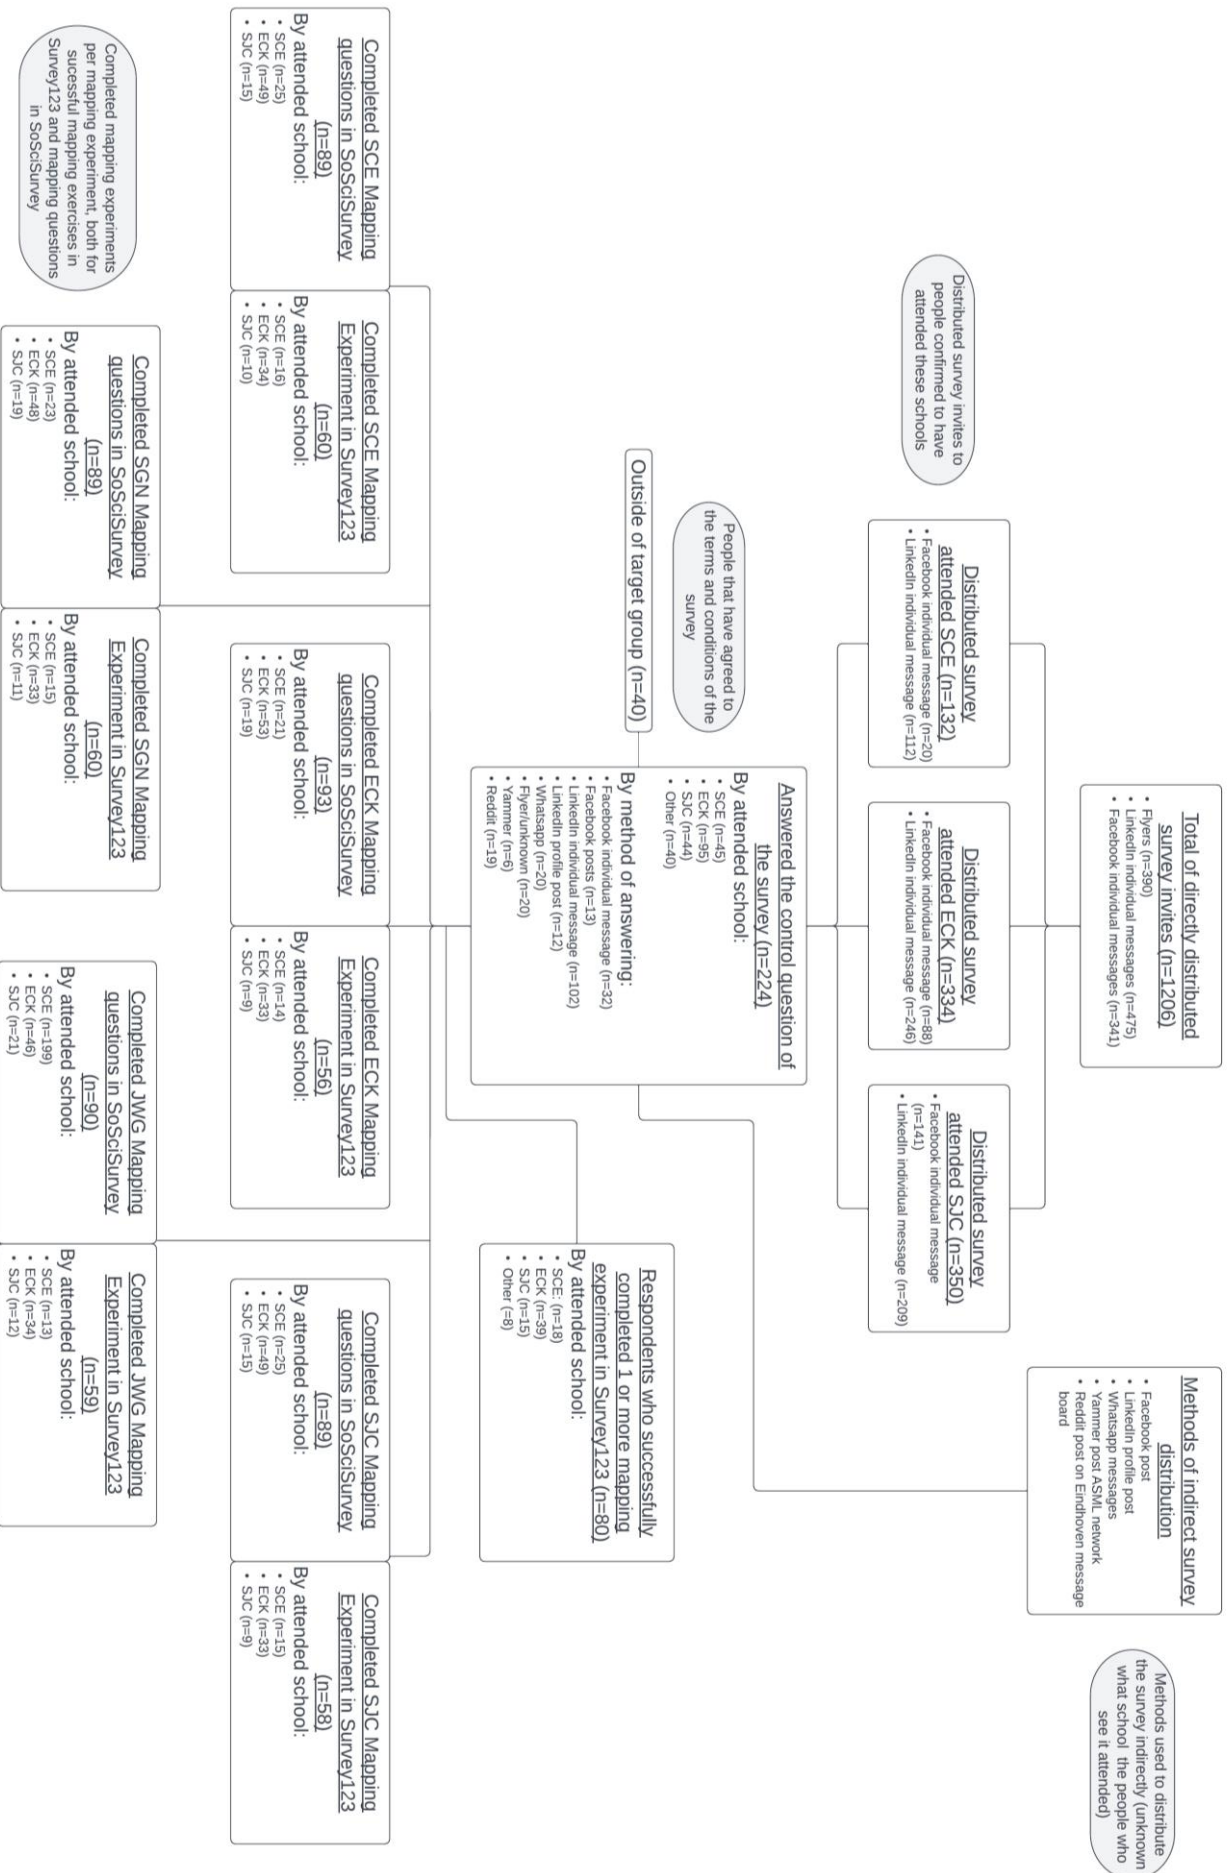 Total of directly distributed
survey invites (n=1206)
• Flyers (n=390)
• LinkedIn individual messages (n=475)
• Facebook individual messages (n=341)
Methods of indirect survey
distribution
• Facebook post
• LinkedIn profile post
• Whatsapp messages
• Yammer post ASML network
• Reddit post on Eindhoven message
board
Methods used to distribute
the survey indirectly (unknown
what school the people who
see it attended)
Distributed survey invites to
people confirmed to have
attended these schools
Distributed survey
attended SCE (n=132)
• Facebook individual message (n=20)
• LinkedIn individual message (n=112)
Distributed survey
attended ECK (n=334)
• Facebook individual message (n=88)
• LinkedIn individual message (n=246)
Distributed survey
attended SJC (n=350)
• Facebook individual message
(n=141)
• LinkedIn individual message (n=209)
People that have agreed to
the terms and conditions of the
survey
Outside of target group (n=40)
Answered the control question of
the survey (n=224)
By attended school:
• SCE (n=45)
• ECK (n=95)
• SJC (n=44)
• Other (n=40)
By method of answering:
• Facebook individual message (n=32)
• Facebook posts (n=13)
• LinkedIn individual message (n=102)
• LinkedIn profile post (n=12)
• Whatsapp (n=20)
• Flyer/unknown (n=20)
• Yammer (n=6)
• Reddit (n=19)
Respondents who successfully
completed 1 or more mapping
experiment in Survey123 (n=80)
By attended school:
• SCE: (n=18)
• ECK (n=39)
• SJC (n=15)
• Other (=8)
Completed SCE Mapping
questions in SoSciSurvey
(n=89)
By attended school:
• SCE (n=25)
• ECK (n=49)
• SJC (n=15)
Completed SCE Mapping
Experiment in Survey123
(n=60)
By attended school:
• SCE (n=16)
• ECK (n=34)
• SJC (n=10)
Completed ECK Mapping
questions in SoSciSurvey
(n=93)
By attended school:
• SCE (n=21)
• ECK (n=53)
• SJC (n=19)
Completed ECK Mapping
Experiment in Survey123
(n=56)
By attended school:
• SCE (n=14)
• ECK (n=33)
• SJC (n=9)
Completed SJC Mapping
questions in SoSciSurvey
(n=89)
By attended school:
• SCE (n=25)
• ECK (n=49)
• SJC (n=15)
Completed SJC Mapping
Experiment in Survey123
(n=58)
By attended school:
• SCE (n=15)
• ECK (n=33)
• SJC (n=9)
Completed mapping experiments
per mapping experiment, both for
sucessful mapping exercises in
Survey123 and mapping questions
in SoSciSurvey
Completed SGN Mapping
questions in SoSciSurvey
(n=89)
By attended school:
• SCE (n=23)
• ECK (n=48)
• SJC (n=19)
Completed SGN Mapping
Experiment in Survey123
(n=60)
By attended school:
• SCE (n=15)
• ECK (n=33)
• SJC (n=11)
Completed JWG Mapping
questions in SoSciSurvey
(n=90)
By attended school:
• SCE (n=199)
• ECK (n=46)
• SJC (n=21)
Completed JWG Mapping
Experiment in Survey123
(n=59)
By attended school:
• SCE (n=13)
• ECK (n=34)
• SJC (n=12)